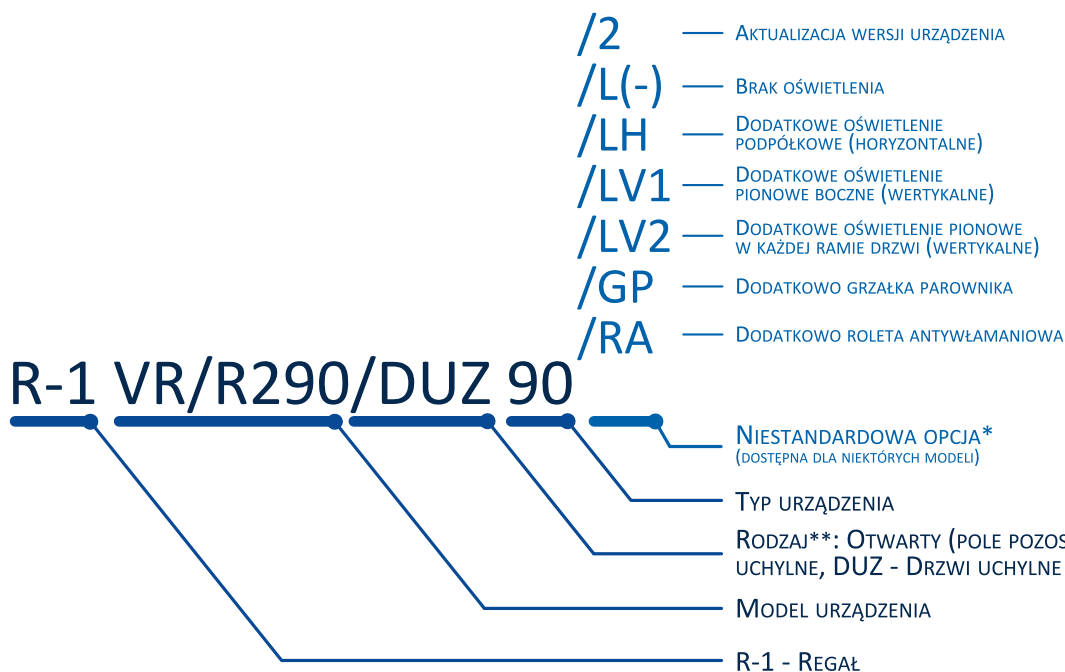 /2
AKTUALIZACJA WERSJI URZĄDZENIA
/L(-)
BRAK OŚWIETLENIA
/LH
DODATKOWE OŚWIETLENIE
PODPÓŁKOWE (HORYZONTALNE)
/LV1
DODATKOWE OŚWIETLENIE
PIONOWE BOCZNE (WERTYKALNE)
/LV2
DODATKOWE OŚWIETLENIE PIONOWE
W KAŻDEJ RAMIE DRZWI (WERTYKALNE)
/GP
DODATKOWO GRZAŁKA PAROWNIKA
/RA
DODATKOWO ROLETA ANTYWŁAMANIOWA
R-1 VR/R290/DUZ 90
NIESTANDARDOWA OPCJA*
(DOSTĘPNA DLA NIEKTÓRYCH MODELI)
TYP URZĄDZENIA
RODZAJ**: OTWARTY (POLE
UCHYLNE, DUZ - DRZWI UCHYLNE
MODEL URZĄDZENIA
R-1 - REGAŁ